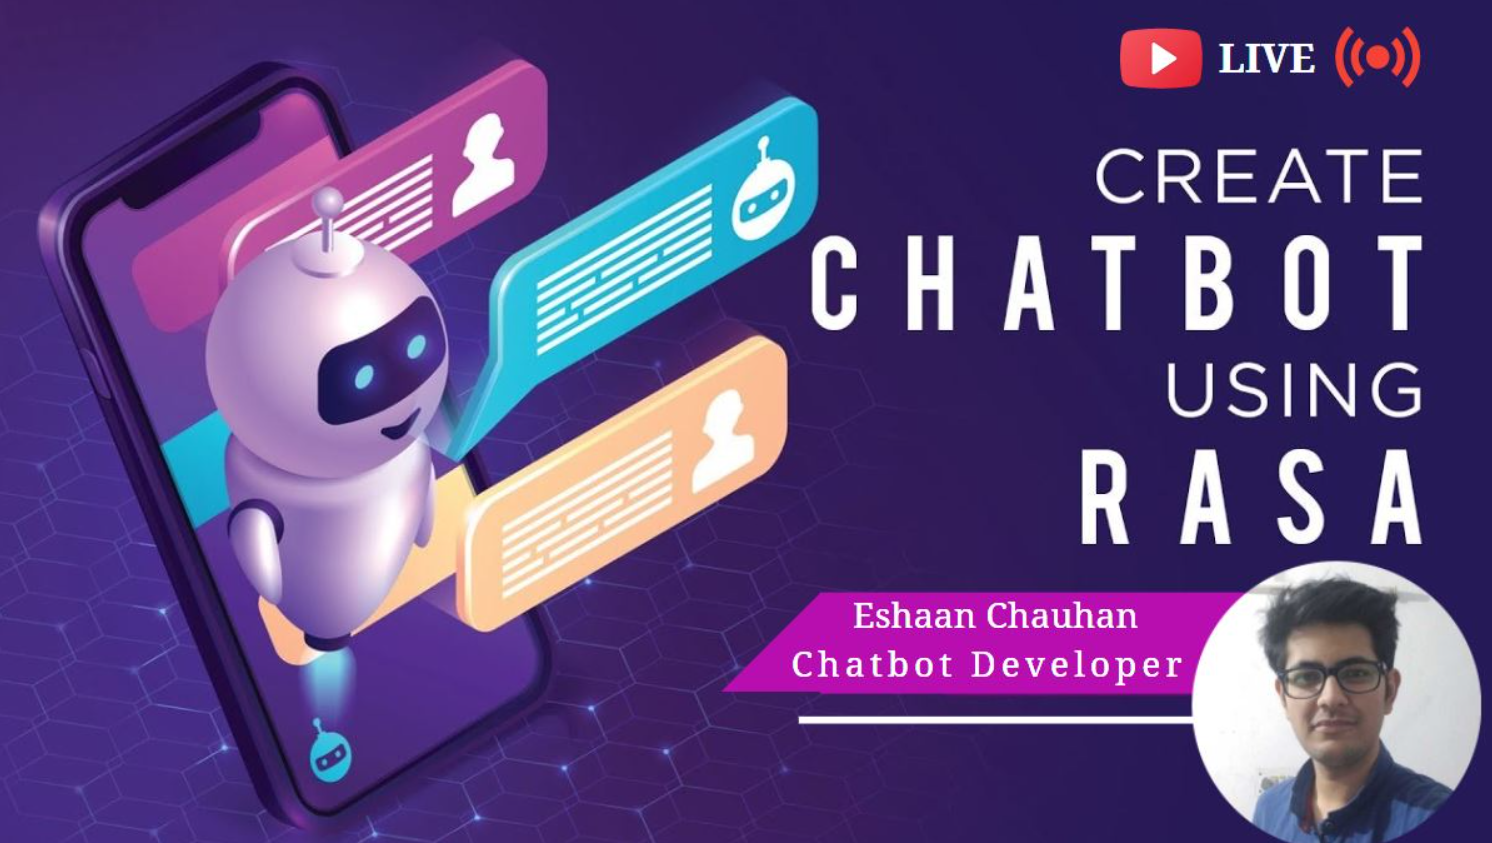 LIVE
CREATE
CHATBOT
USING
RASA
Eshaan Chauhan
Chatbot Developer